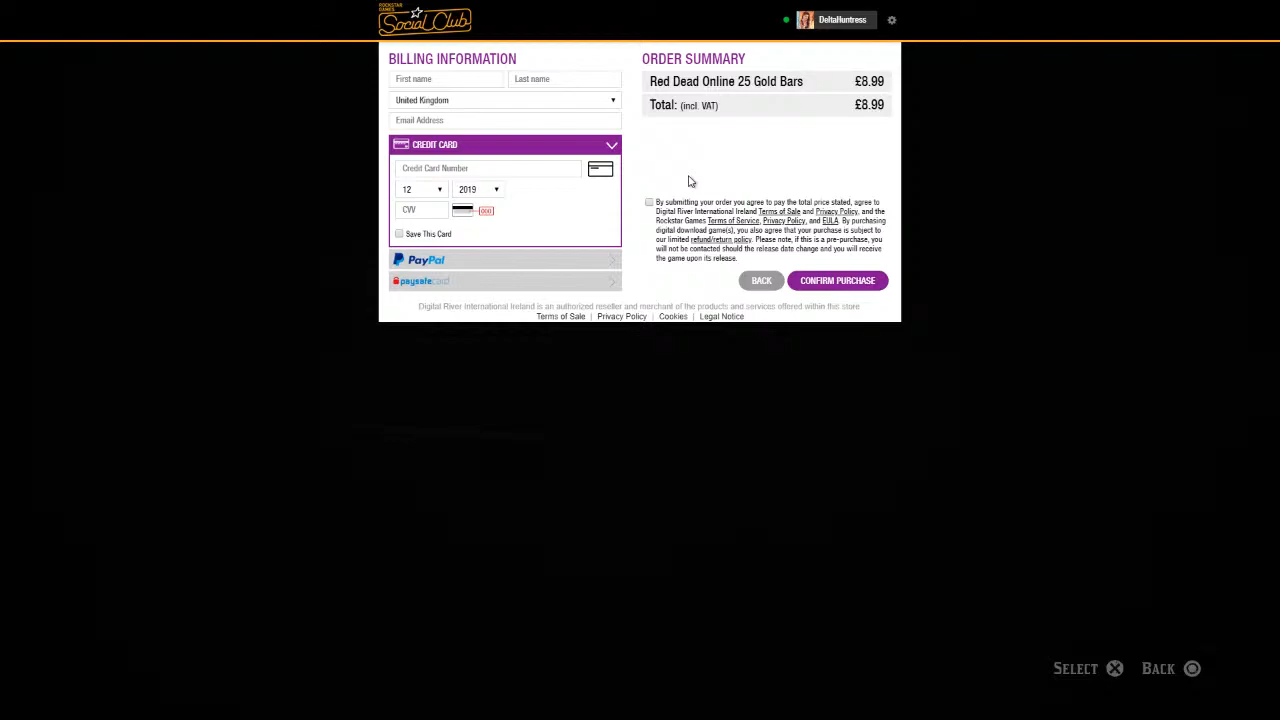 ROCKSTAR
GAMES
Social Club
DeltaHuntress
BILLING INFORMATION
First name
Last name
United Kingdom
Email Address
CREDIT CARD
Credit Card Number
12
2019
CVV
Save This Card
PayPal
paysafecard
ORDER SUMMARY
Red Dead Online 25 Gold Bars £8.99
Total: (incl. VAT) £8.99
By submitting your order you agree to pay the total price stated, agree to
Digital River International Ireland Terms of Sale and Privacy Policy, and the
Rockstar Games Terms of Service, Privacy Policy, and EULA. By purchasing
digital download game(s), you also agree that your purchase is subject to
our limited refund/return policy. Please note, if this is a pre-purchase, you
will not be contacted should the release date change and you will receive
the game upon its release.
BACK
CONFIRM PURCHASE
Digital River International Ireland is an authorized reseller and merchant of the products and services offered within this store
Terms of Sale | Privacy Policy | Cookies | Legal Notice
SELECT
BACK